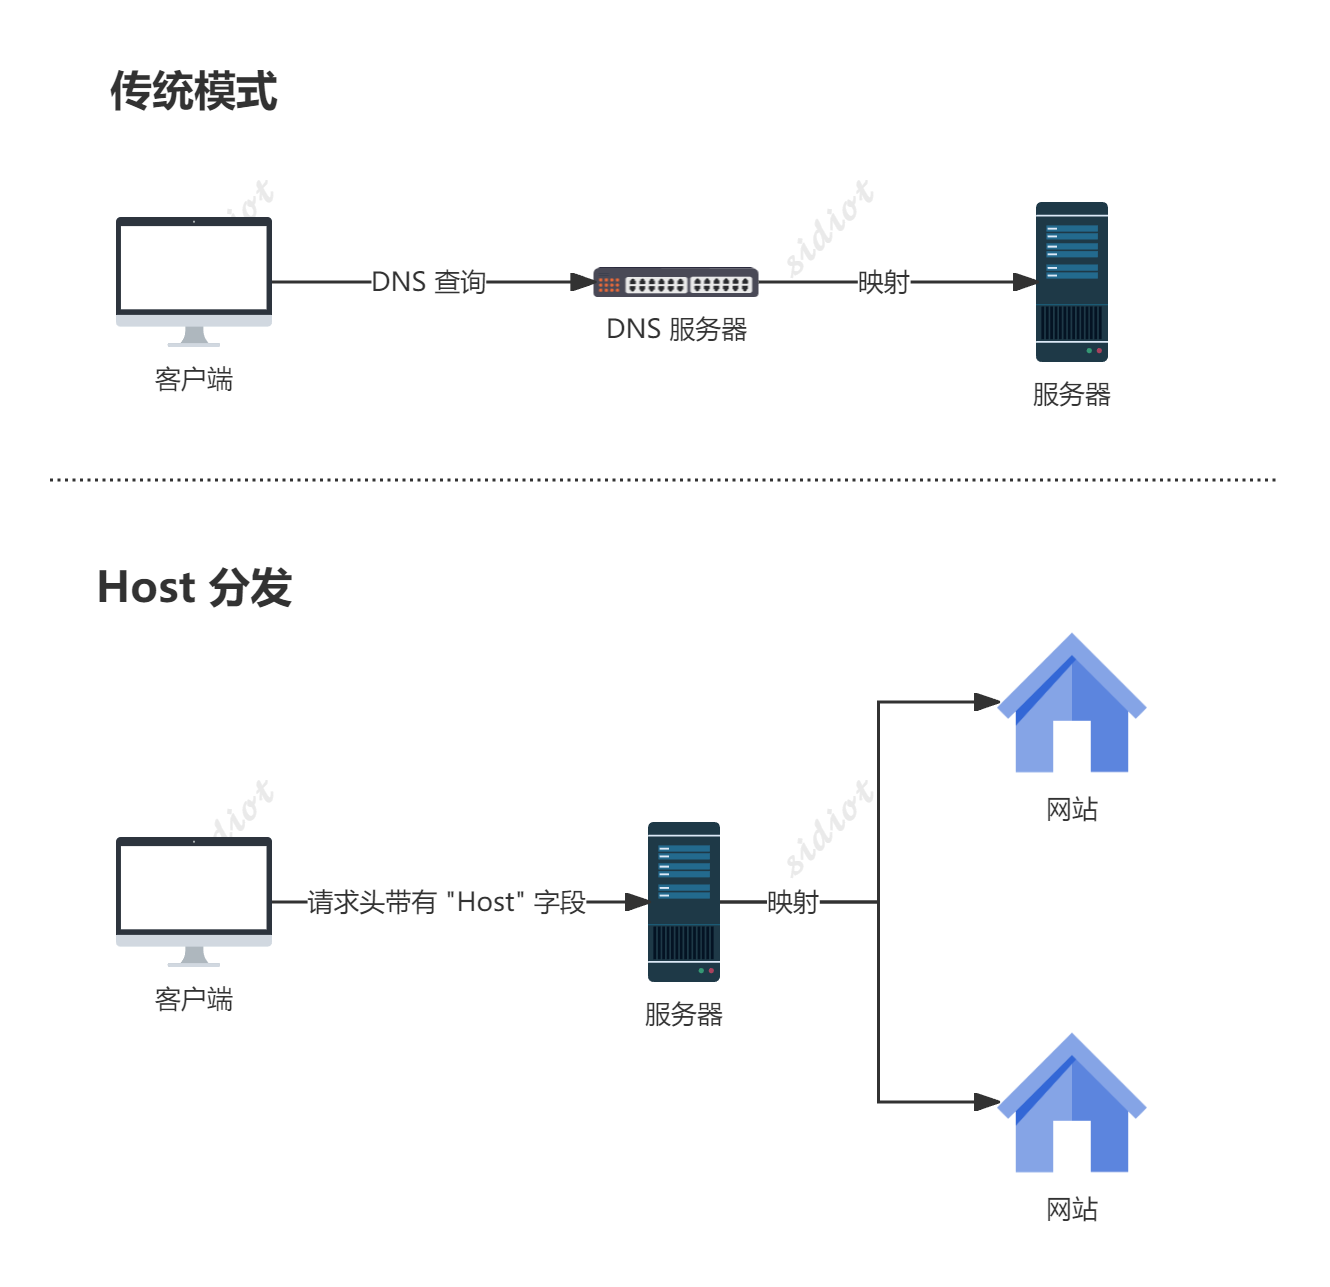 传统模式
sidiot
DNS 查询
映射
DNS 服务器
客户端
服务器
Host 分发
网站
sidiot
请求头带有 "Host" 字段
映射
客户端
服务器
网站